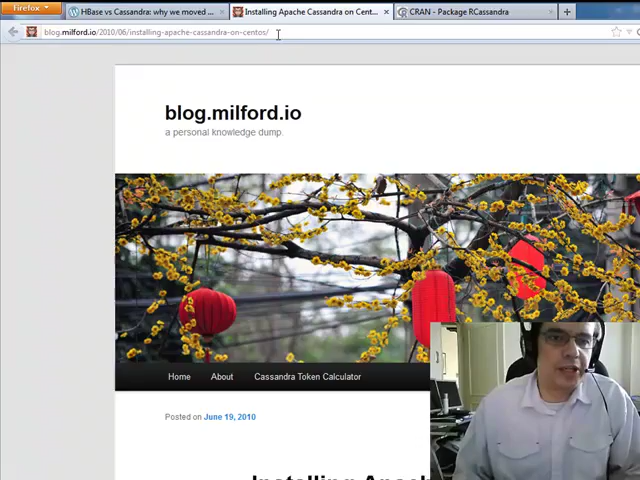 Firefox
HBase vs Cassandra: why we moved ...
Installing Apache Cassandra on Cent...
CRAN - Package RCassandra
blog.milford.io/2010/06/installing-apache-cassandra-on-centos/
blog.milford.io
a personal knowledge dump.
Home About Cassandra Token Calculator
Posted on June 19, 2010
Installing Apac